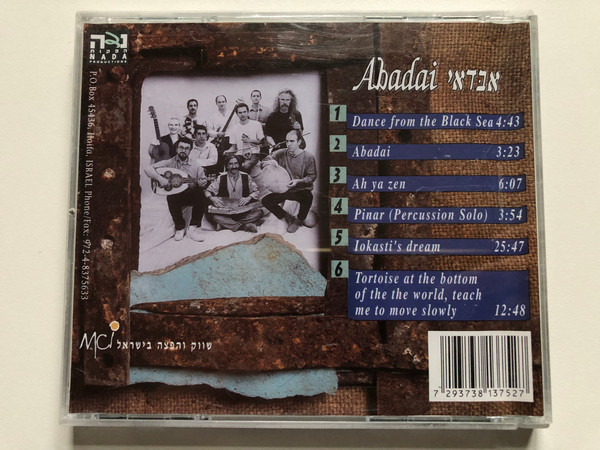 נדה
הפקות
NADA
PRODUCTIONS
P.O.Box 45436, Haifa, ISRAEL Phone/Fax: 972-4-8375633
Abadai אבדאי
1 Dance from the Black Sea 4:43
2 Abadai 3:23
3 Ah ya zen 6:07
4 Pinar (Percussion Solo) 3:54
5 Iokasti's dream 25:47
6 Tortoise at the bottom
of the the world, teach
me to move slowly 12:48
MCI שווק והפצה בישראל
7 293738 137527